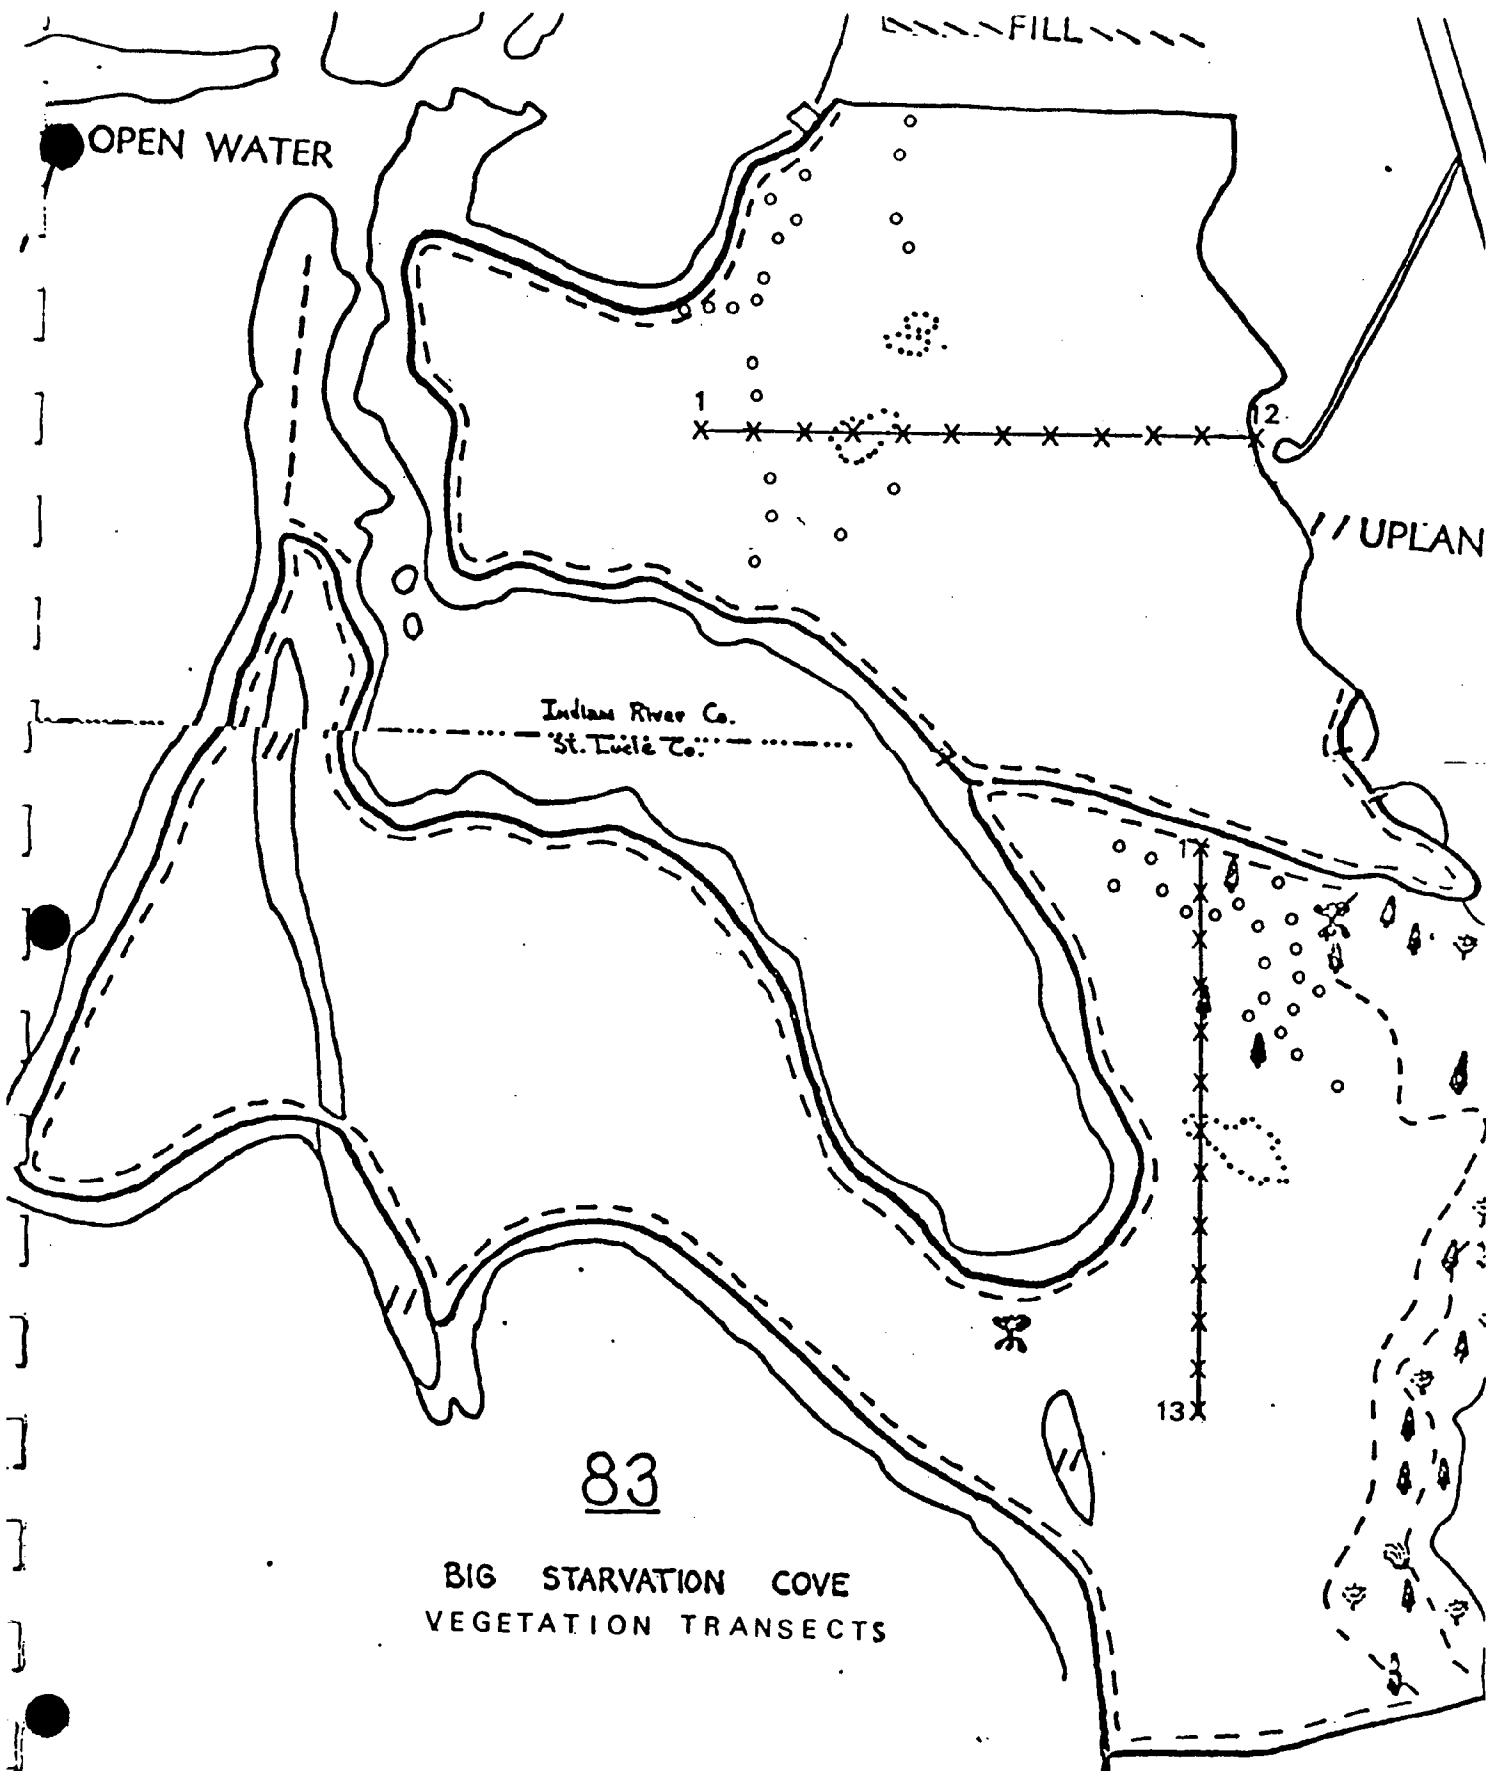 FILL
OPEN WATER
1
12
UPLAN
Indian River Co.
St. Lucie Co.
1
13
83
BIG STARVATION COVE
VEGETATION TRANSECTS